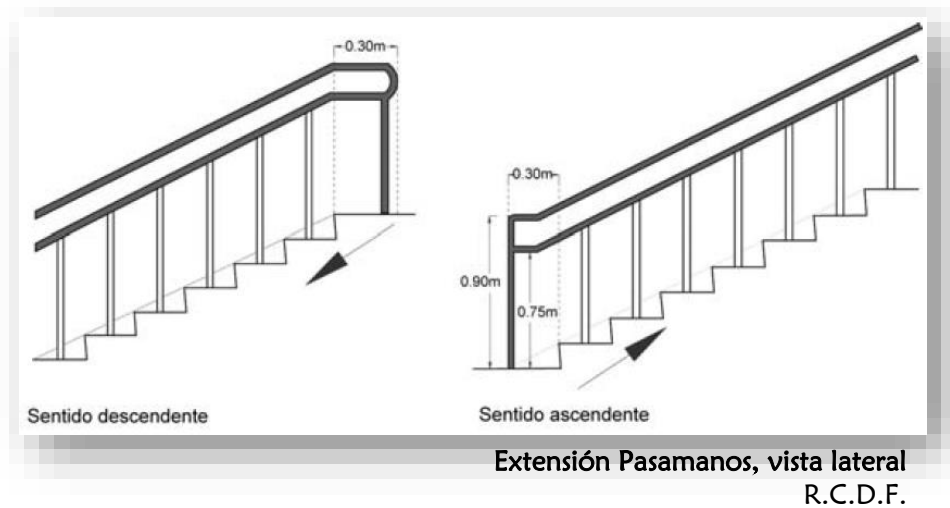 0.30m
0.30m
0.90m
0.75m
Sentido descendente
Sentido ascendente
Extensión Pasamanos, vista lateral
R.C.D.F.